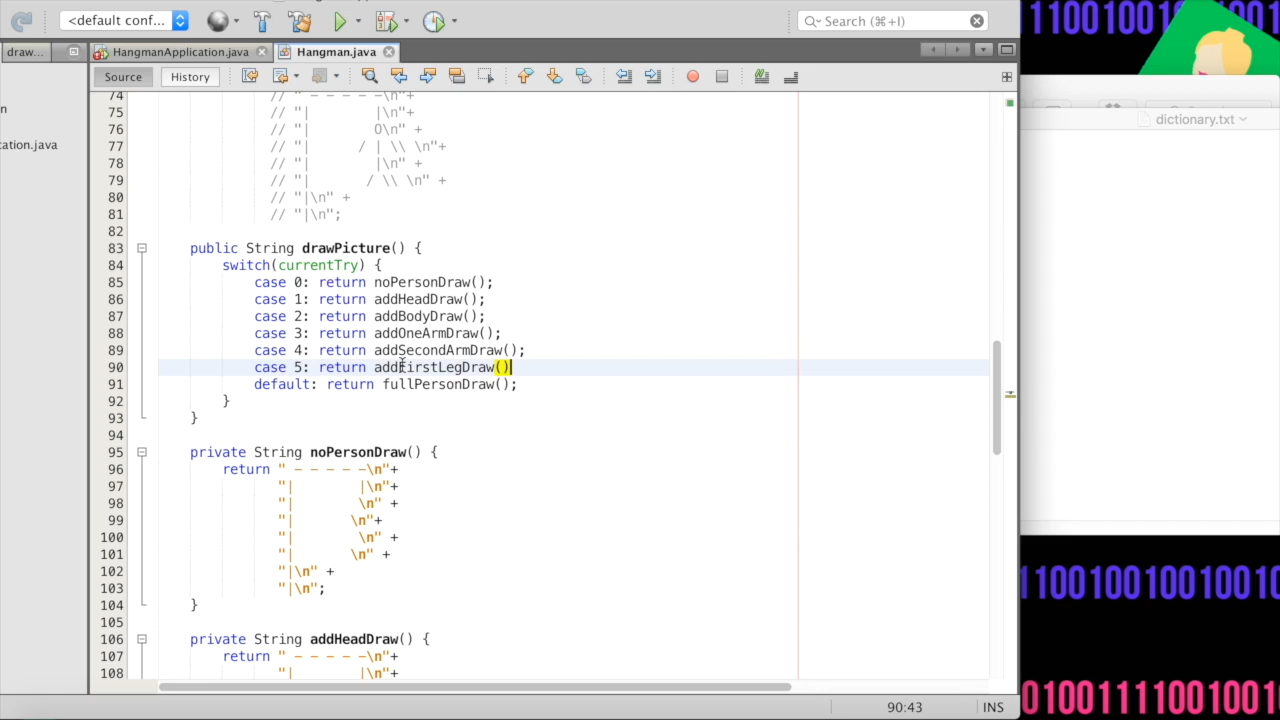 <default conf...
Search (⌘+I)
draw...
HangmanApplication.java
Hangman.java
Source
History
1100100
dictionary.txt
n
cation.java
74 // " – – – – –\n"+
75 // "| |\n"+
76 // "| O\n" +
77 // "| / | \\ \n"+
78 // "| |\n" +
79 // "| / \\ \n" +
80 // "|\n" +
81 // "|\n";
82
83 public String drawPicture() {
84 switch(currentTry) {
85 case 0: return noPersonDraw();
86 case 1: return addHeadDraw();
87 case 2: return addBodyDraw();
88 case 3: return addOneArmDraw();
89 case 4: return addSecondArmDraw();
90 case 5: return addFirstLegDraw()
91 default: return fullPersonDraw();
92 }
93 }
94
95 private String noPersonDraw() {
96 return " – – – – –\n"+
97 "| |\n"+
98 "| \n" +
99 "| \n"+
100 "| \n" +
101 "| \n" +
102 "|\n" +
103 "|\n";
104 }
105
106 private String addHeadDraw() {
107 return " – – – – –\n"+
108 "| |\n"+
90:43 INS